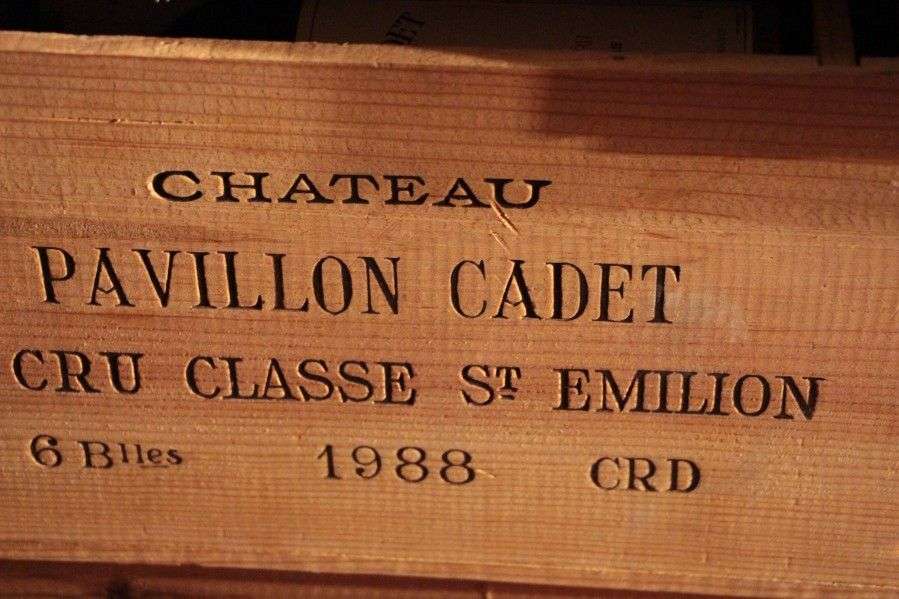 CHATEAU
PAVILLON CADET
CRU CLASSE ST EMILION
6 Blles 1988 CRD